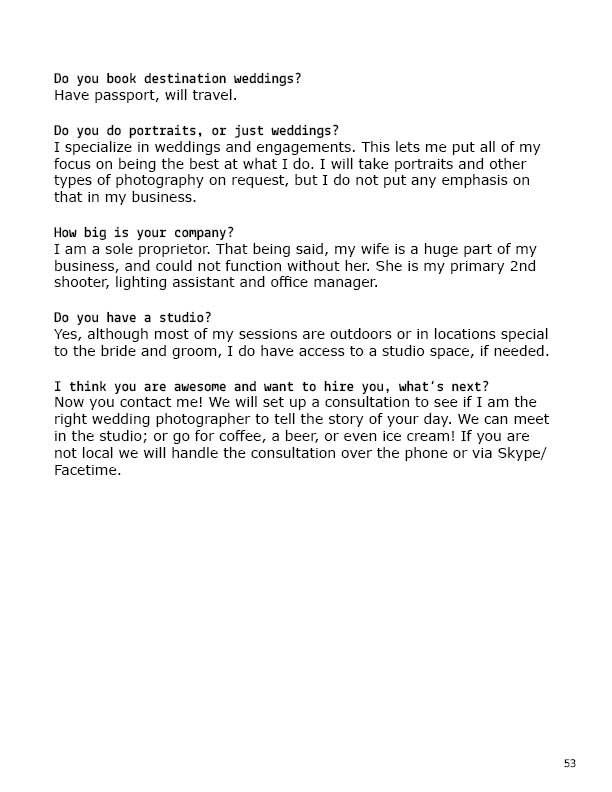 Do you book destination weddings?
Have passport, will travel.
Do you do portraits, or just weddings?
I specialize in weddings and engagements. This lets me put all of my
focus on being the best at what I do. I will take portraits and other
types of photography on request, but I do not put any emphasis on
that in my business.
How big is your company?
I am a sole proprietor. That being said, my wife is a huge part of my
business, and could not function without her. She is my primary 2nd
shooter, lighting assistant and office manager.
Do you have a studio?
Yes, although most of my sessions are outdoors or in locations special
to the bride and groom, I do have access to a studio space, if needed.
I think you are awesome and want to hire you, what's next?
Now you contact me! We will set up a consultation to see if I am the
right wedding photographer to tell the story of your day. We can meet
in the studio; or go for coffee, a beer, or even ice cream! If you are
not local we will handle the consultation over the phone or via Skype/
Facetime.
53